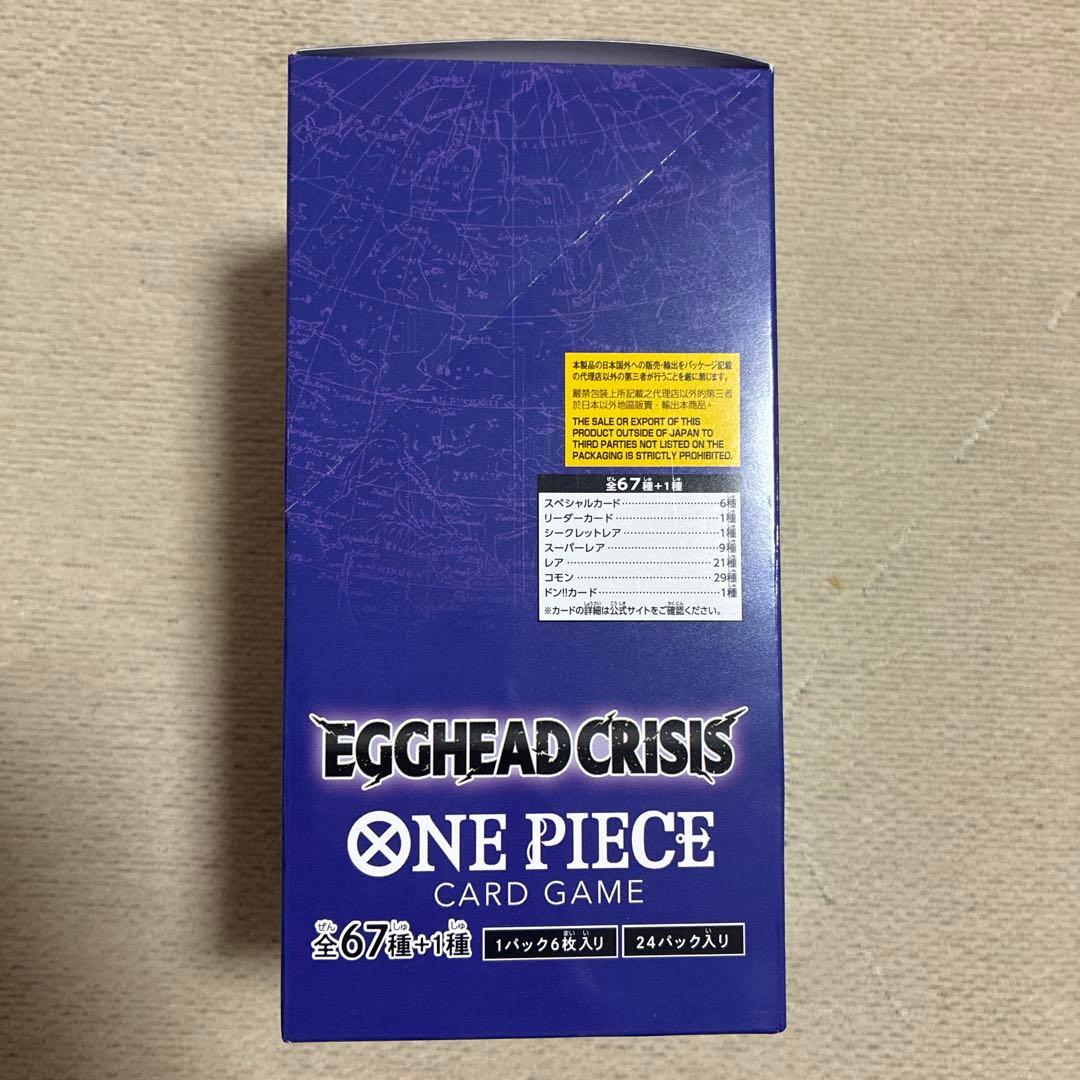 本製品の日本国外への販売・輸出をパッケージ記載
の代理店以外の第三者が行うことを厳に禁じます。
嚴禁包裝上所記載之代理店以外的第三者
於日本以外地區販賣・輸出本商品。
THE SALE OR EXPORT OF THIS
PRODUCT OUTSIDE OF JAPAN TO
THIRD PARTIES NOT LISTED ON THE
PACKAGING IS STRICTLY PROHIBITED.
全67種+1種
スペシャルカード 6種
リーダーカード 1種
シークレットレア 1種
スーパーレア 9種
レア 21種
コモン 29種
ドン!!カード 1種
※カードの詳細は公式サイトをご確認ください。
EGGHEAD CRISIS
ONE PIECE
CARD GAME
全67種+1種 1パック6枚入り 24パック入り